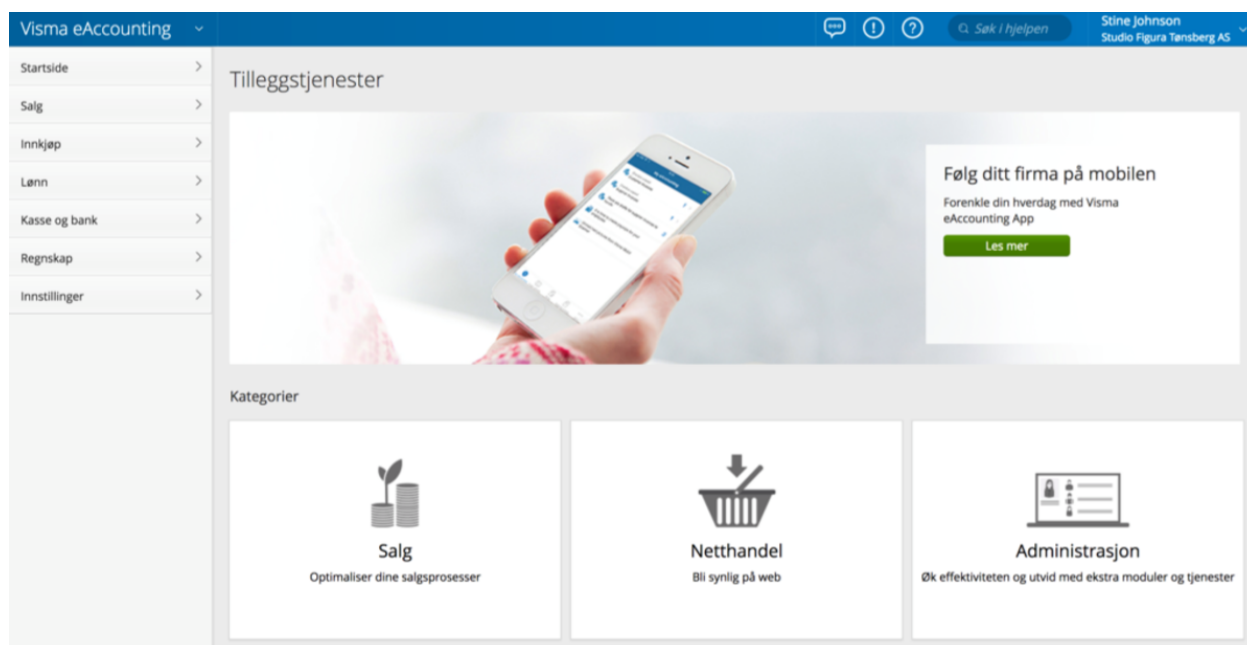 Visma eAccounting
Søk i hjelpen
Stine Johnson
Studio Figura Tønsberg AS
Startside
Salg
Innkjøp
Lønn
Kasse og bank
Regnskap
Innstillinger
Tilleggstjenester
Følg ditt firma på mobilen
Forenkle din hverdag med Visma
eAccounting App
Les mer
Kategorier
Salg
Optimaliser dine salgsprosesser
Netthandel
Bli synlig på web
Administrasjon
Øk effektiviteten og utvid med ekstra moduler og tjenester